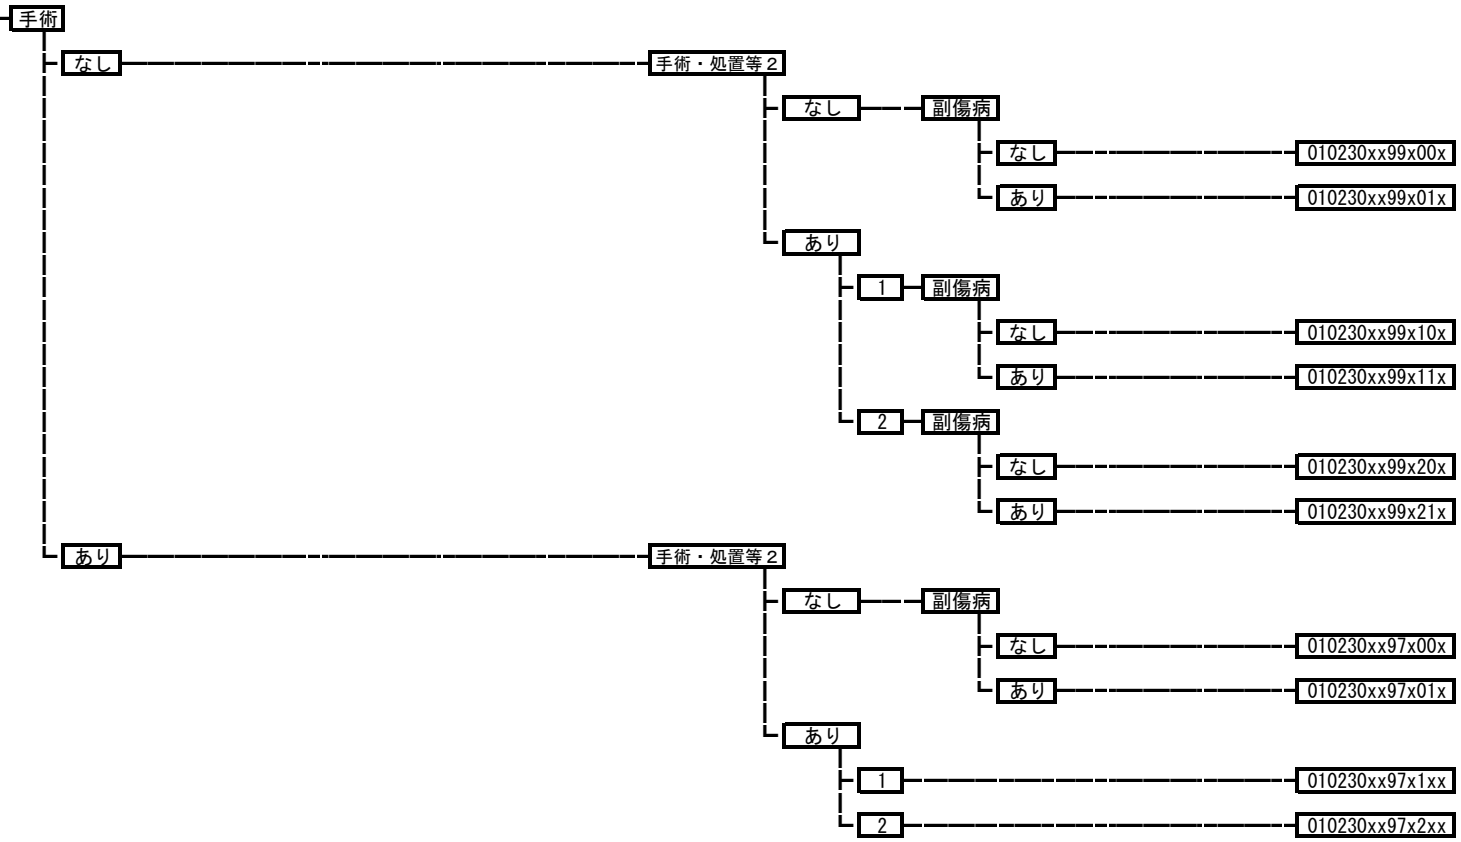 手術
なし
手術・処置等２
なし
副傷病
なし
010230xx99x00x
あり
010230xx99x01x
あり
1
副傷病
なし
010230xx99x10x
あり
010230xx99x11x
2
副傷病
なし
010230xx99x20x
あり
010230xx99x21x
あり
手術・処置等２
なし
副傷病
なし
010230xx97x00x
あり
010230xx97x01x
あり
1
010230xx97x1xx
2
010230xx97x2xx